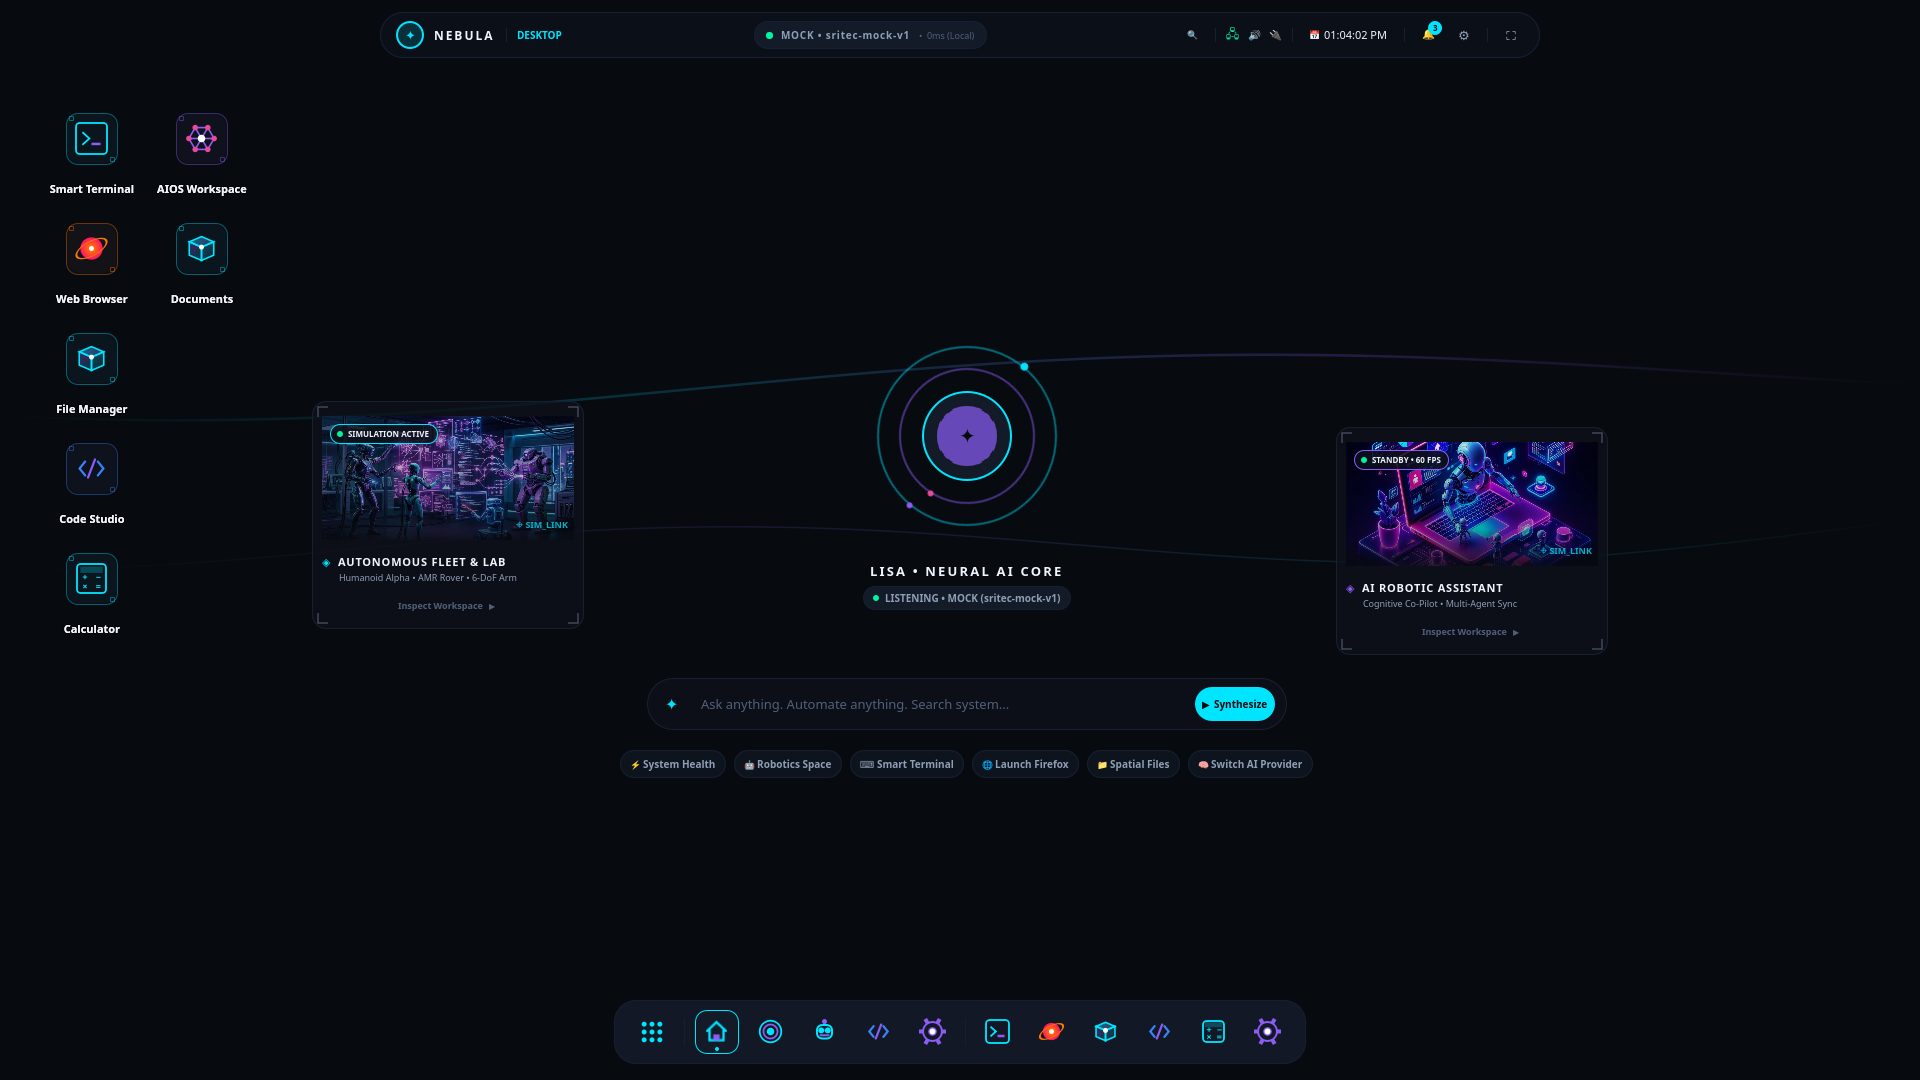 NEBULA
DESKTOP
MOCK • sritec-mock-v1 • 0ms (Local)
01:04:02 PM
3
Smart Terminal
AIOS Workspace
Web Browser
Documents
File Manager
Code Studio
Calculator
SIMULATION ACTIVE
SIM_LINK
AUTONOMOUS FLEET & LAB
Humanoid Alpha • AMR Rover • 6-DoF Arm
Inspect Workspace ▶
LISA • NEURAL AI CORE
LISTENING • MOCK (sritec-mock-v1)
STANDBY • 60 FPS
SIM_LINK
AI ROBOTIC ASSISTANT
Cognitive Co-Pilot • Multi-Agent Sync
Inspect Workspace ▶
Ask anything. Automate anything. Search system...
▶ Synthesize
System Health
Robotics Space
Smart Terminal
Launch Firefox
Spatial Files
Switch AI Provider